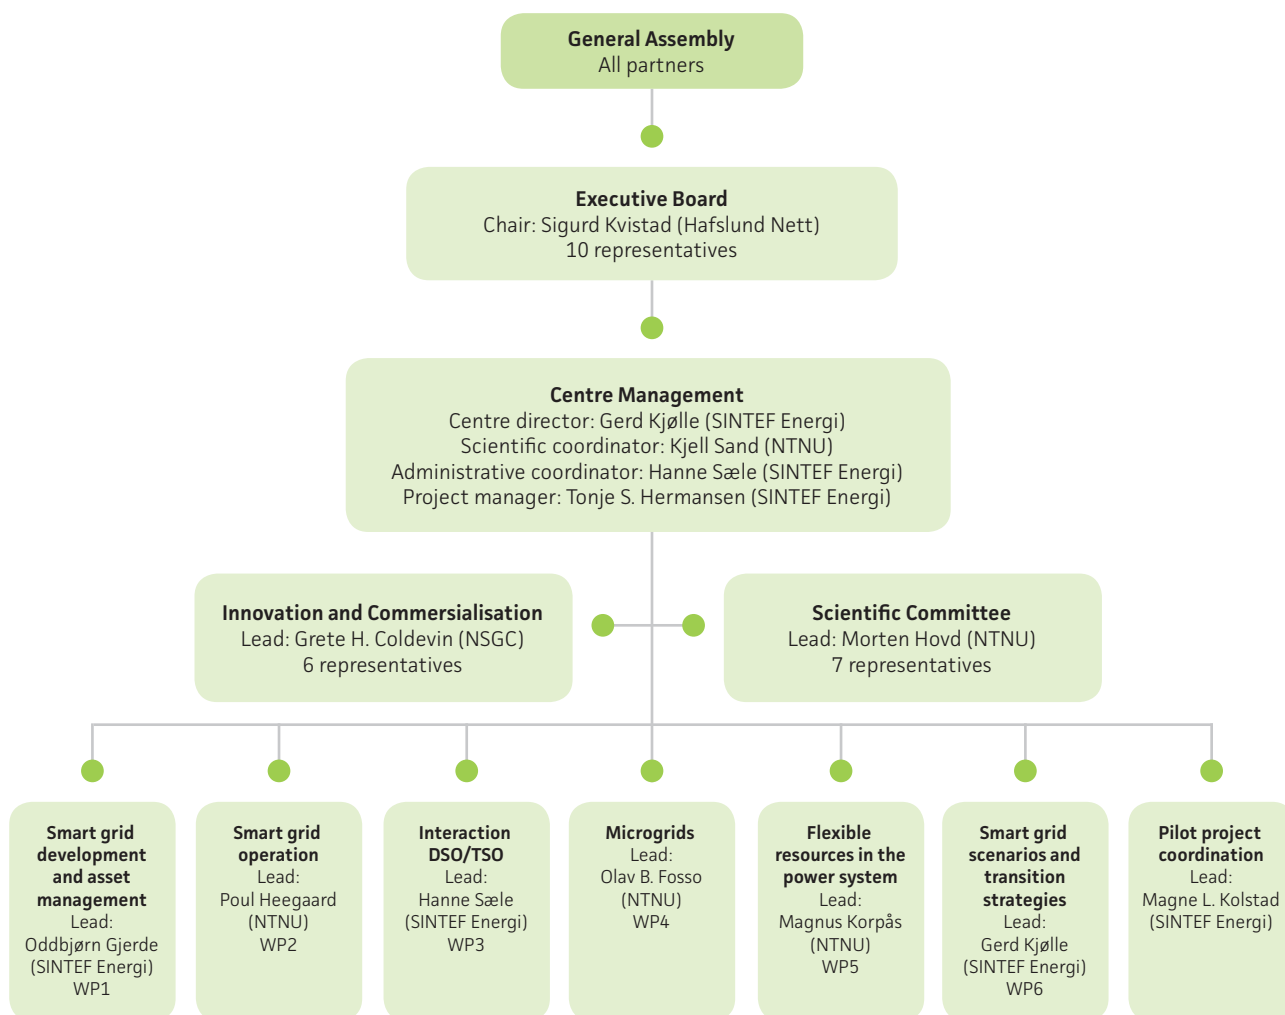 General Assembly
All partners
Executive Board
Chair: Sigurd Kvistad (Hafslund Nett)
10 representatives
Centre Management
Centre director: Gerd Kjølle (SINTEF Energi)
Scientific coordinator: Kjell Sand (NTNU)
Administrative coordinator: Hanne Sæle (SINTEF Energi)
Project manager: Tonje S. Hermansen (SINTEF Energi)
Innovation and Commersialisation
Lead: Grete H. Coldevin (NSGC)
6 representatives
Scientific Committee
Lead: Morten Hovd (NTNU)
7 representatives
Smart grid
development
and asset
management
Lead:
Oddbjørn Gjerde
(SINTEF Energi)
WP1
Smart grid
operation
Lead:
Poul Heegaard
(NTNU)
WP2
Interaction
DSO/TSO
Lead:
Hanne Sæle
(SINTEF Energi)
WP3
Microgrids
Lead:
Olav B. Fosso
(NTNU)
WP4
Flexible
resources in the
power system
Lead:
Magnus Korpås
(NTNU)
WP5
Smart grid
scenarios and
transition
strategies
Lead:
Gerd Kjølle
(SINTEF Energi)
WP6
Pilot project
coordination
Lead:
Magne L. Kolstad
(SINTEF Energi)